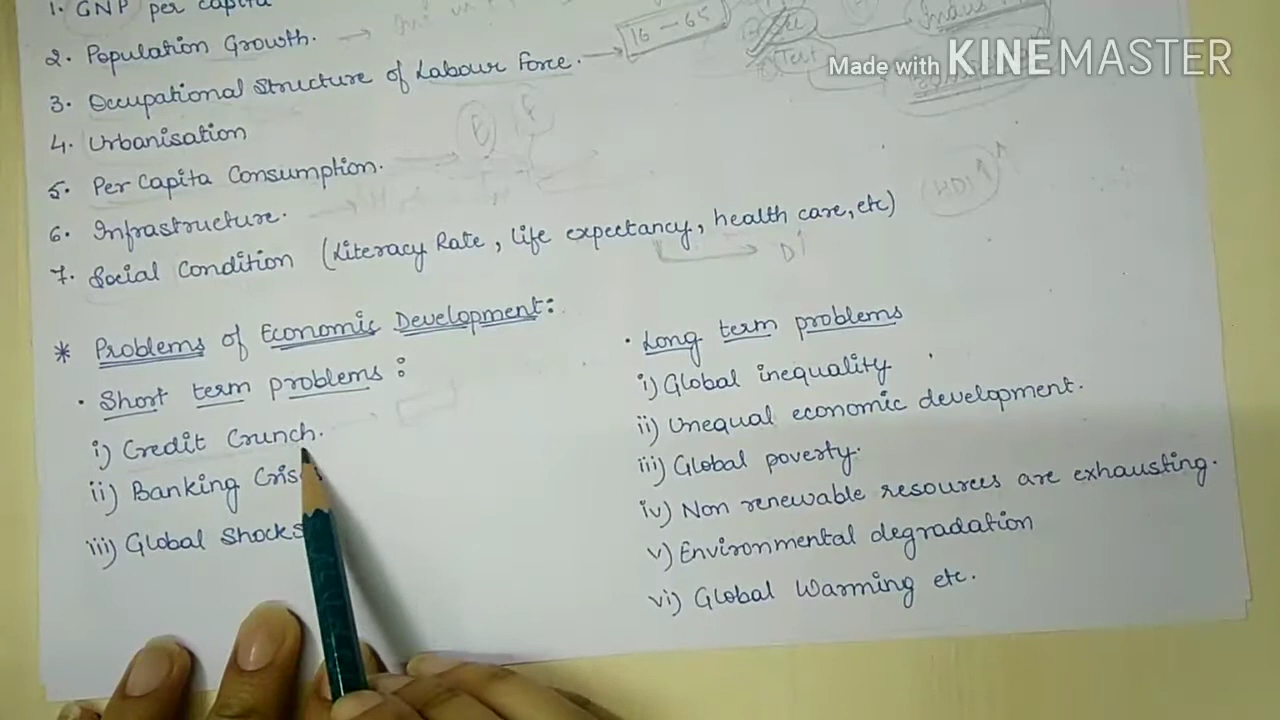 1. GNP per capita
2. Population Growth.
3. Occupational Structure of Labour Force. → 16 - 65
4. Urbanisation
5. Per Capita Consumption.
6. Infrastructure.
7. Social Condition (Literacy Rate, life expectancy, health care, etc)
HDI ↑ ↑
D↑
Test
Made with KINEMASTER
* Problems of Economic Development:
· Short term problems:
i) Credit Crunch.
ii) Banking Cris
iii) Global Shocks
· Long term problems
i) Global inequality
ii) Unequal economic development.
iii) Global poverty.
iv) Non renewable resources are exhausting.
v) Environmental degradation
vi) Global Warming etc.